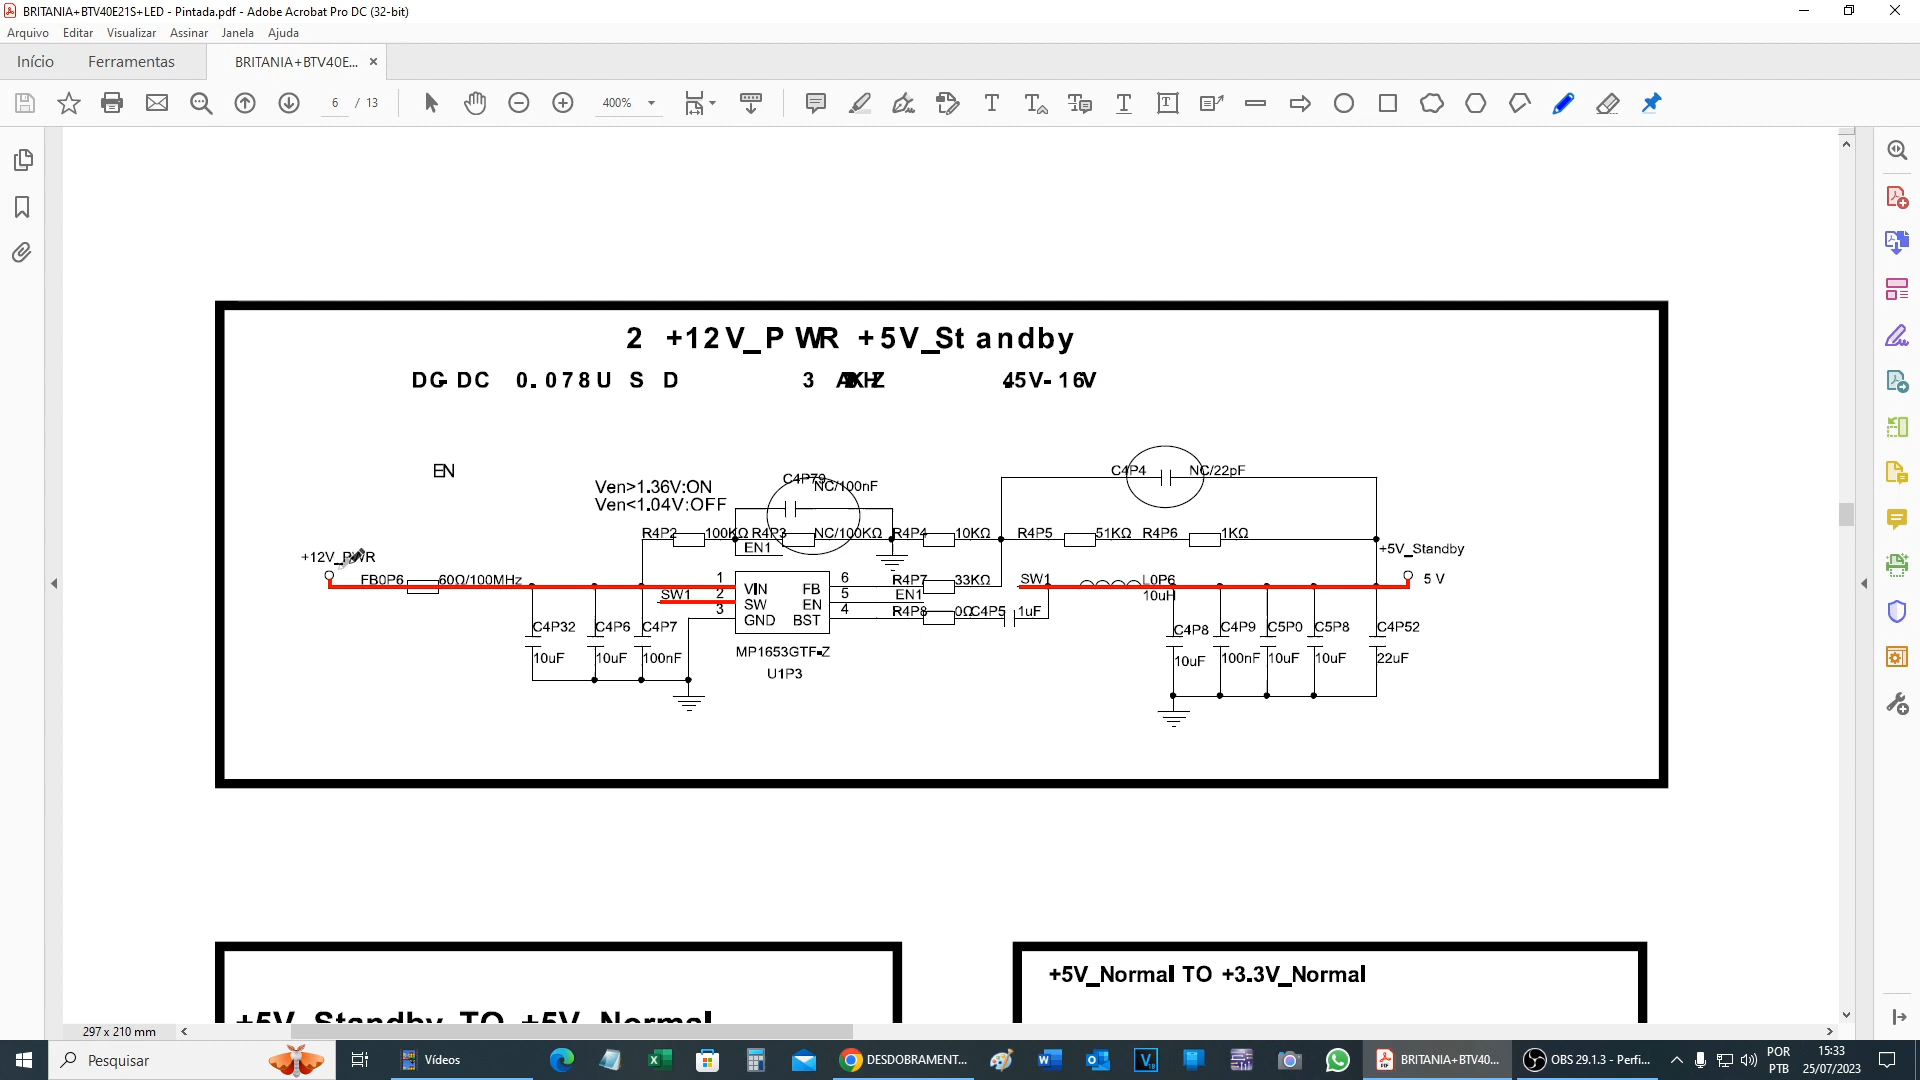 BRITANIA+BTV40E21S+LED - Pintada.pdf - Adobe Acrobat Pro DC (32-bit)
Arquivo Editar Visualizar Assinar Janela Ajuda
Início Ferramentas BRITANIA+BTV40E...
6 / 13 400%
2 +12V_PWR +5V_Standby
DC-DC 0.078USD 3 45V-16V
EN
Ven>1.36V:ON
Ven<1.04V:OFF
C4P79 NC/100nF
C4P4 NC/22pF
R4P2 100KΩ R4P3 NC/100KΩ R4P4 10KΩ R4P5 51KΩ R4P6 1KΩ
EN1
+12V_PWR
+5V_Standby
FB0P6 60Ω/100MHz
1 VIN FB 6 R4P7 33KΩ SW1 L0P6 5 V
SW1 2 SW EN 5 EN1 10uH
3 GND BST 4 R4P8 0Ω C4P5 1uF
C4P32 C4P6 C4P7
10uF 10uF 100nF
MP1653GTF-Z
U1P3
C4P8 C4P9 C5P0 C5P8 C4P52
10uF 100nF 10uF 10uF 22uF
+5V_Normal TO +3.3V_Normal
+5V_Standby TO +5V_Normal
297 x 210 mm
Pesquisar Vídeos DESDOBRAMENT... BRITANIA+BTV40... OBS 29.1.3 - Perfi...
POR
PTB
15:33
25/07/2023